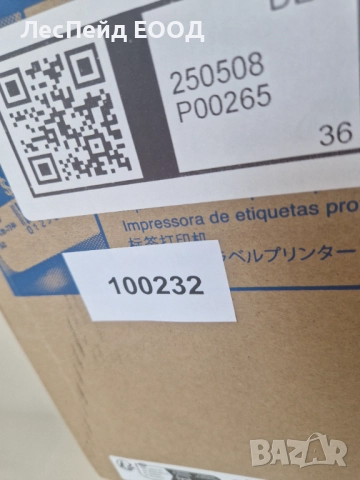 ЛесПейд ЕООД
250508
P00265
36
Impressora de etiquetas pro
标签打印机
ラベルプリンター
100232
BAZAR